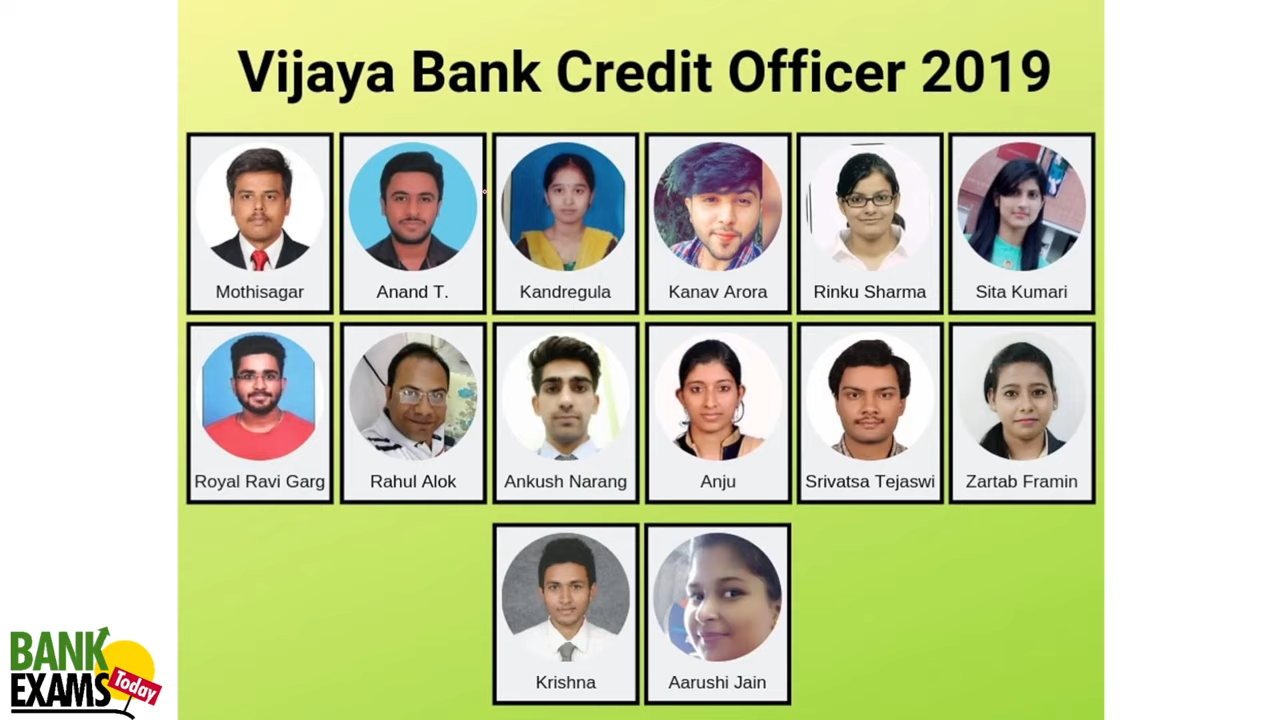 Vijaya Bank Credit Officer 2019
Mothisagar
Anand T.
Kandregula
Kanav Arora
Rinku Sharma
Sita Kumari
Royal Ravi Garg
Rahul Alok
Ankush Narang
Anju
Srivatsa Tejaswi
Zartab Framin
Krishna
Aarushi Jain
BANK
EXAMS
Today